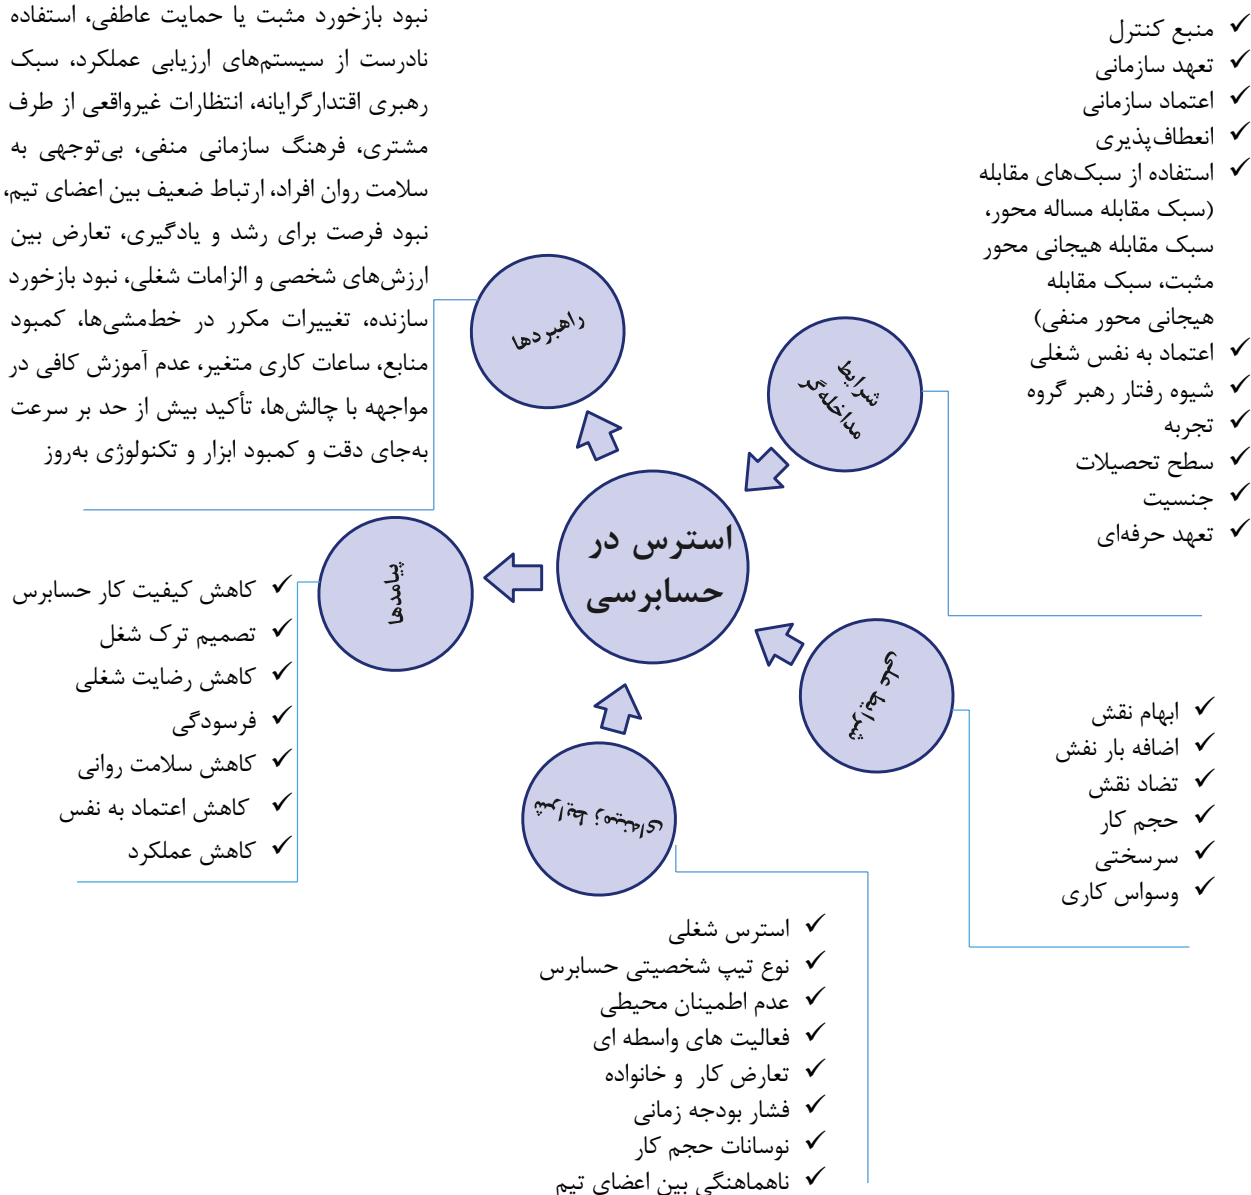 نبود بازخورد مثبت یا حمایت عاطفی، استفاده
نادرست از سیستم‌های ارزیابی عملکرد، سبک
رهبری اقتدارگرایانه، انتظارات غیرواقعی از طرف
مشتری، فرهنگ سازمانی منفی، بی‌توجهی به
سلامت روان افراد، ارتباط ضعیف بین اعضای تیم،
نبود فرصت برای رشد و یادگیری، تعارض بین
ارزش‌های شخصی و الزامات شغلی، نبود بازخورد
سازنده، تغییرات مکرر در خط‌مشی‌ها، کمبود
منابع، ساعات کاری متغیر، عدم آموزش کافی در
مواجهه با چالش‌ها، تأکید بیش از حد بر سرعت
به‌جای دقت و کمبود ابزار و تکنولوژی به‌روز
✓ منبع کنترل
✓ تعهد سازمانی
✓ اعتماد سازمانی
✓ انعطاف‌پذیری
✓ استفاده از سبک‌های مقابله
(سبک مقابله مساله محور،
سبک مقابله هیجانی محور
مثبت، سبک مقابله
هیجانی محور منفی)
✓ اعتماد به نفس شغلی
✓ شیوه رفتار رهبر گروه
✓ تجربه
✓ سطح تحصیلات
✓ جنسیت
✓ تعهد حرفه‌ای
راهبردها
شرایط
مداخله‌گر
استرس در
حسابرسی
پیامدها
شرایط علی
شرایط زمینه‌ای
✓ کاهش کیفیت کار حسابرس
✓ تصمیم ترک شغل
✓ کاهش رضایت شغلی
✓ فرسودگی
✓ کاهش سلامت روانی
✓ کاهش اعتماد به نفس
✓ کاهش عملکرد
✓ ابهام نقش
✓ اضافه بار نفش
✓ تضاد نقش
✓ حجم کار
✓ سرسختی
✓ وسواس کاری
✓ استرس شغلی
✓ نوع تیپ شخصیتی حسابرس
✓ عدم اطمینان محیطی
✓ فعالیت های واسطه ای
✓ تعارض کار و خانواده
✓ فشار بودجه زمانی
✓ نوسانات حجم کار
✓ ناهماهنگی بین اعضای تیم